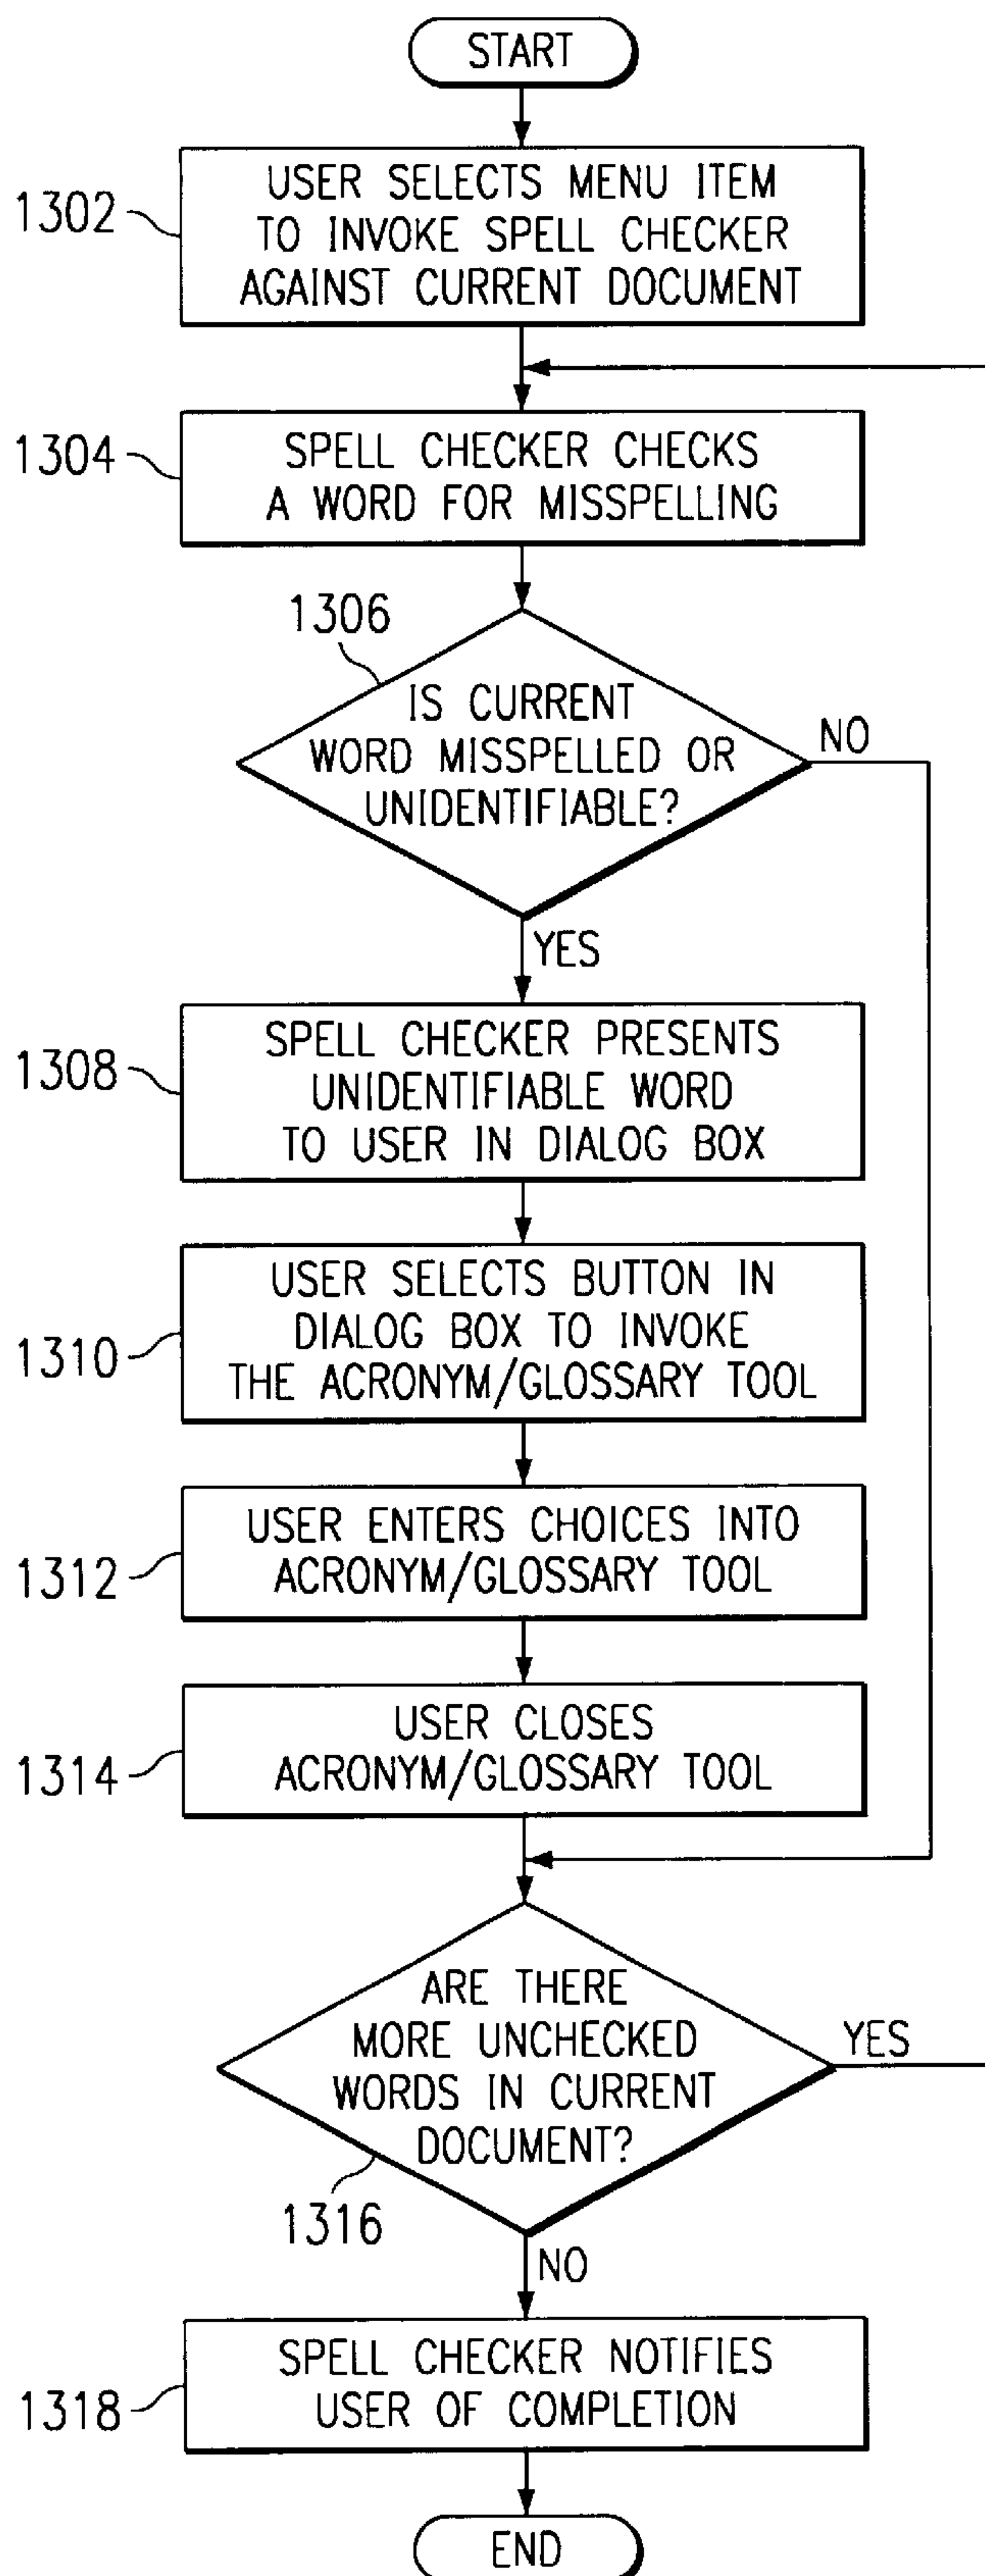 START
1302
USER SELECTS MENU ITEM
TO INVOKE SPELL CHECKER
AGAINST CURRENT DOCUMENT
1304
SPELL CHECKER CHECKS
A WORD FOR MISSPELLING
1306
IS CURRENT
WORD MISSPELLED OR
UNIDENTIFIABLE?
NO
YES
1308
SPELL CHECKER PRESENTS
UNIDENTIFIABLE WORD
TO USER IN DIALOG BOX
1310
USER SELECTS BUTTON IN
DIALOG BOX TO INVOKE
THE ACRONYM/GLOSSARY TOOL
1312
USER ENTERS CHOICES INTO
ACRONYM/GLOSSARY TOOL
1314
USER CLOSES
ACRONYM/GLOSSARY TOOL
ARE THERE
MORE UNCHECKED
WORDS IN CURRENT
DOCUMENT?
YES
1316
NO
1318
SPELL CHECKER NOTIFIES
USER OF COMPLETION
END